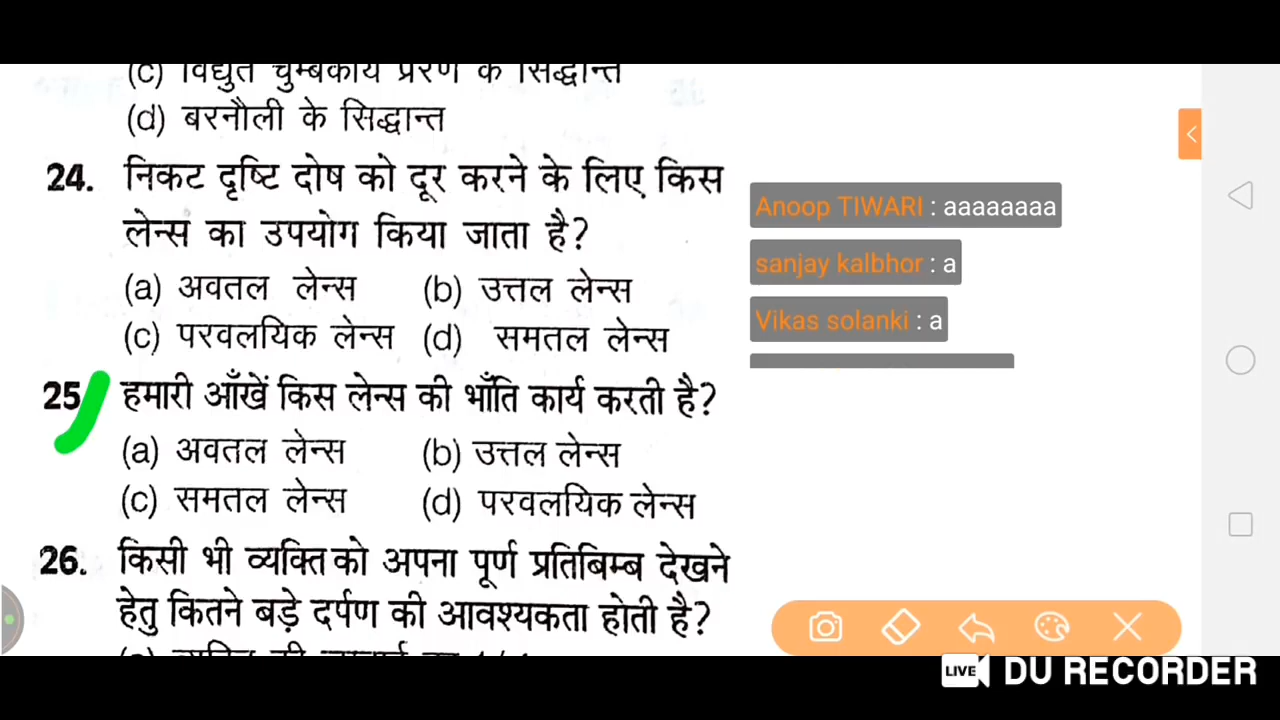 (c) विद्युत चुम्बकीय प्रेरण के सिद्धान्त
(d) बरनौली के सिद्धान्त
24. निकट दृष्टि दोष को दूर करने के लिए किस
लेन्स का उपयोग किया जाता है?
(a) अवतल लेन्स (b) उत्तल लेन्स
(c) परवलयिक लेन्स (d) समतल लेन्स
25 हमारी आँखें किस लेन्स की भाँति कार्य करती है?
(a) अवतल लेन्स (b) उत्तल लेन्स
(c) समतल लेन्स (d) परवलयिक लेन्स
26. किसी भी व्यक्ति को अपना पूर्ण प्रतिबिम्ब देखने
हेतु कितने बड़े दर्पण की आवश्यकता होती है?
Anoop TIWARI : aaaaaaaa
sanjay kalbhor : a
Vikas solanki : a
LIVE DU RECORDER